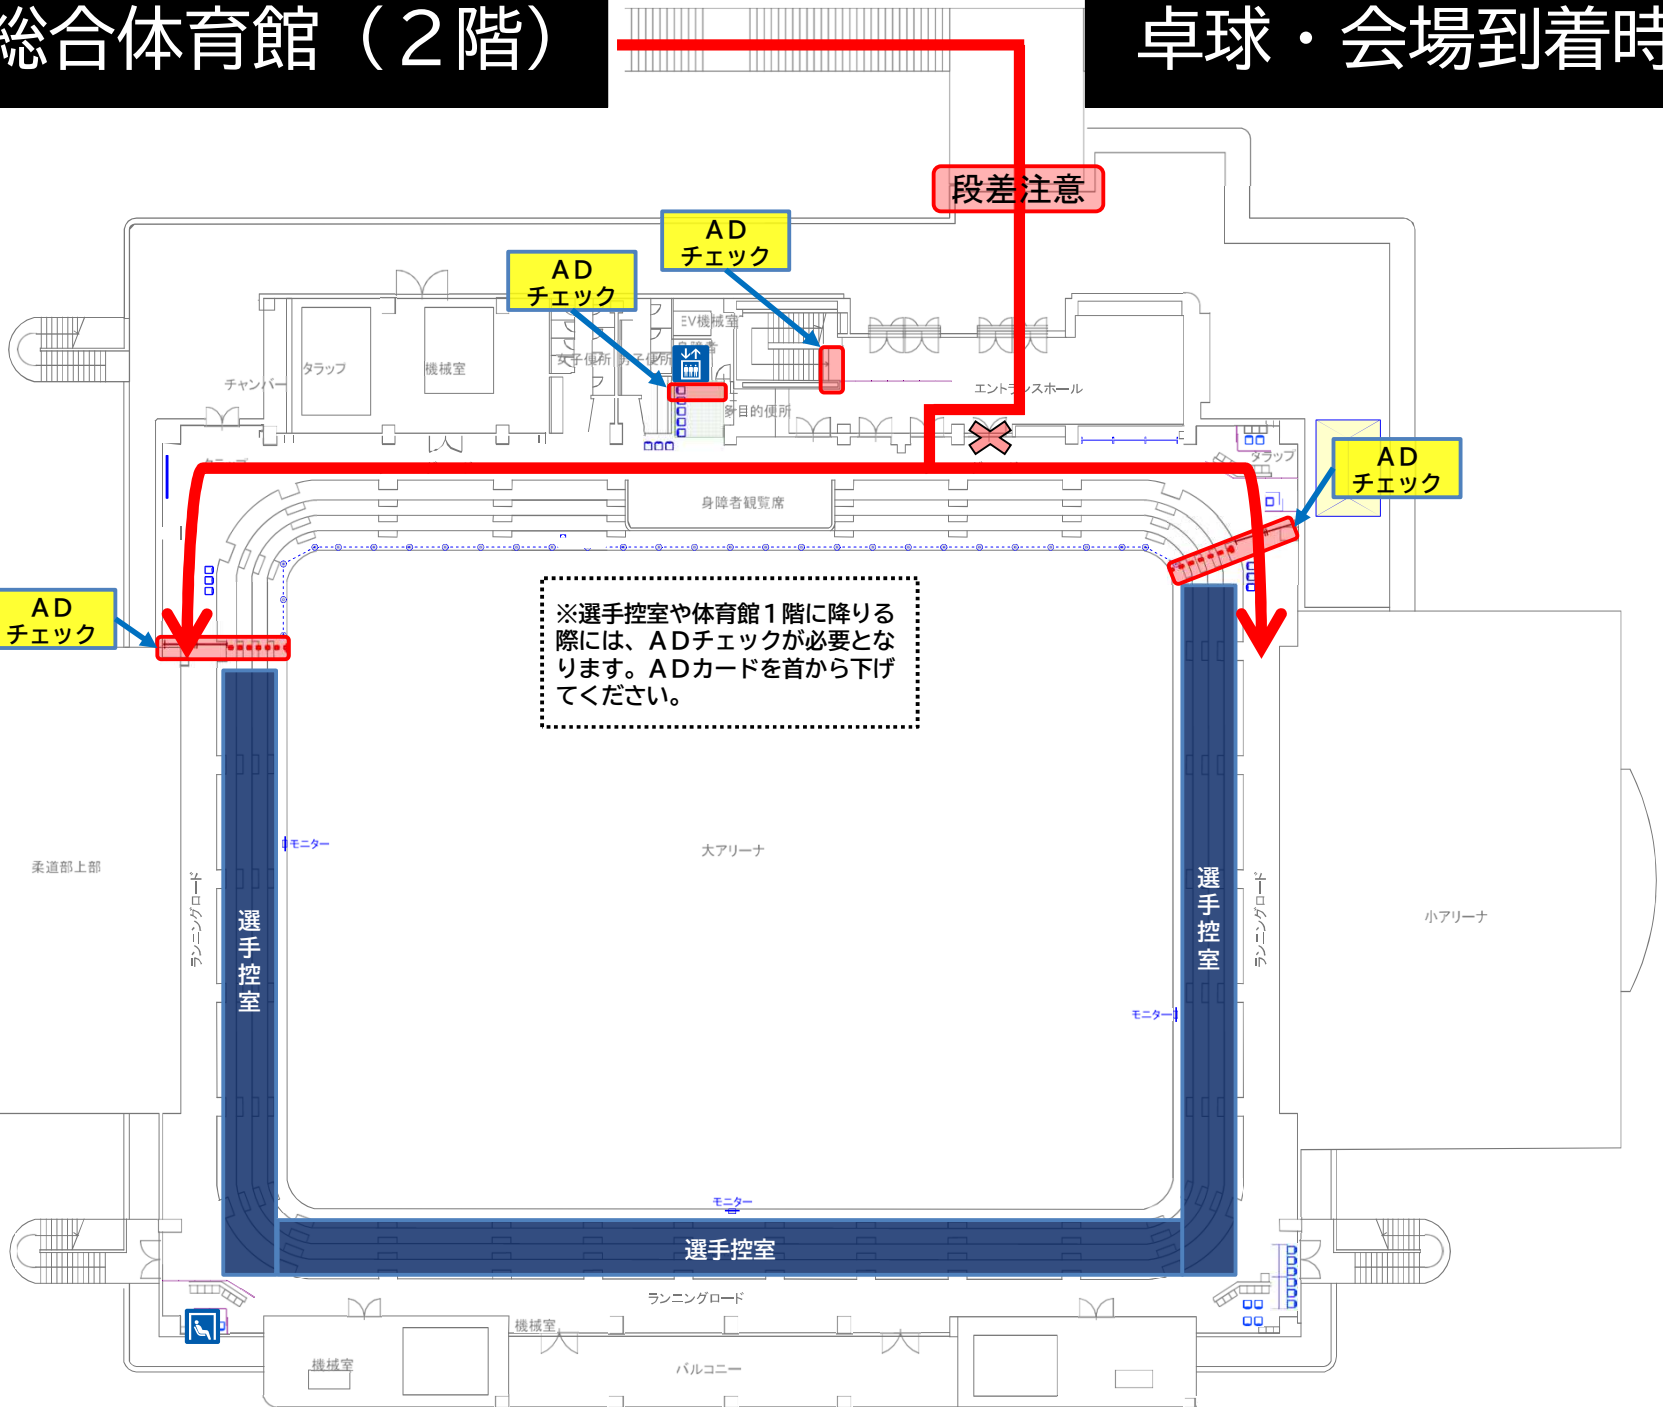 総合体育館（２階）
卓球・会場到着時
段差注意
ＡＤ
チェック
ＡＤ
チェック
EV機械室
身障者
女子便所
男子便所
タラップ
機械室
チャンバー
エントランスホール
多目的便所
タラップ
ＡＤ
チェック
身障者観覧席
ＡＤ
チェック
※選手控室や体育館１階に降りる
際には、ＡＤチェックが必要とな
ります。ＡＤカードを首から下げ
てください。
モニター
大アリーナ
柔道部上部
ランニングロード
選手控室
選手控室
ランニングロード
小アリーナ
モニター
モニター
選手控室
ランニングロード
機械室
機械室
バルコニー